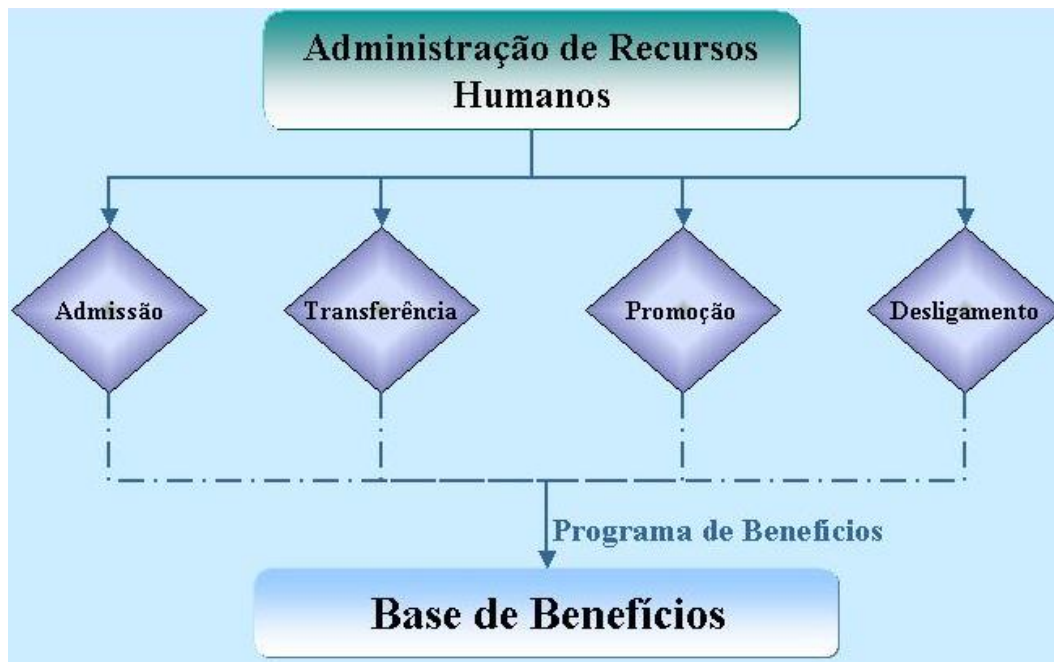 Administração de Recursos
Humanos
Admissão
Transferência
Promoção
Desligamento
Programa de Benefícios
Base de Benefícios